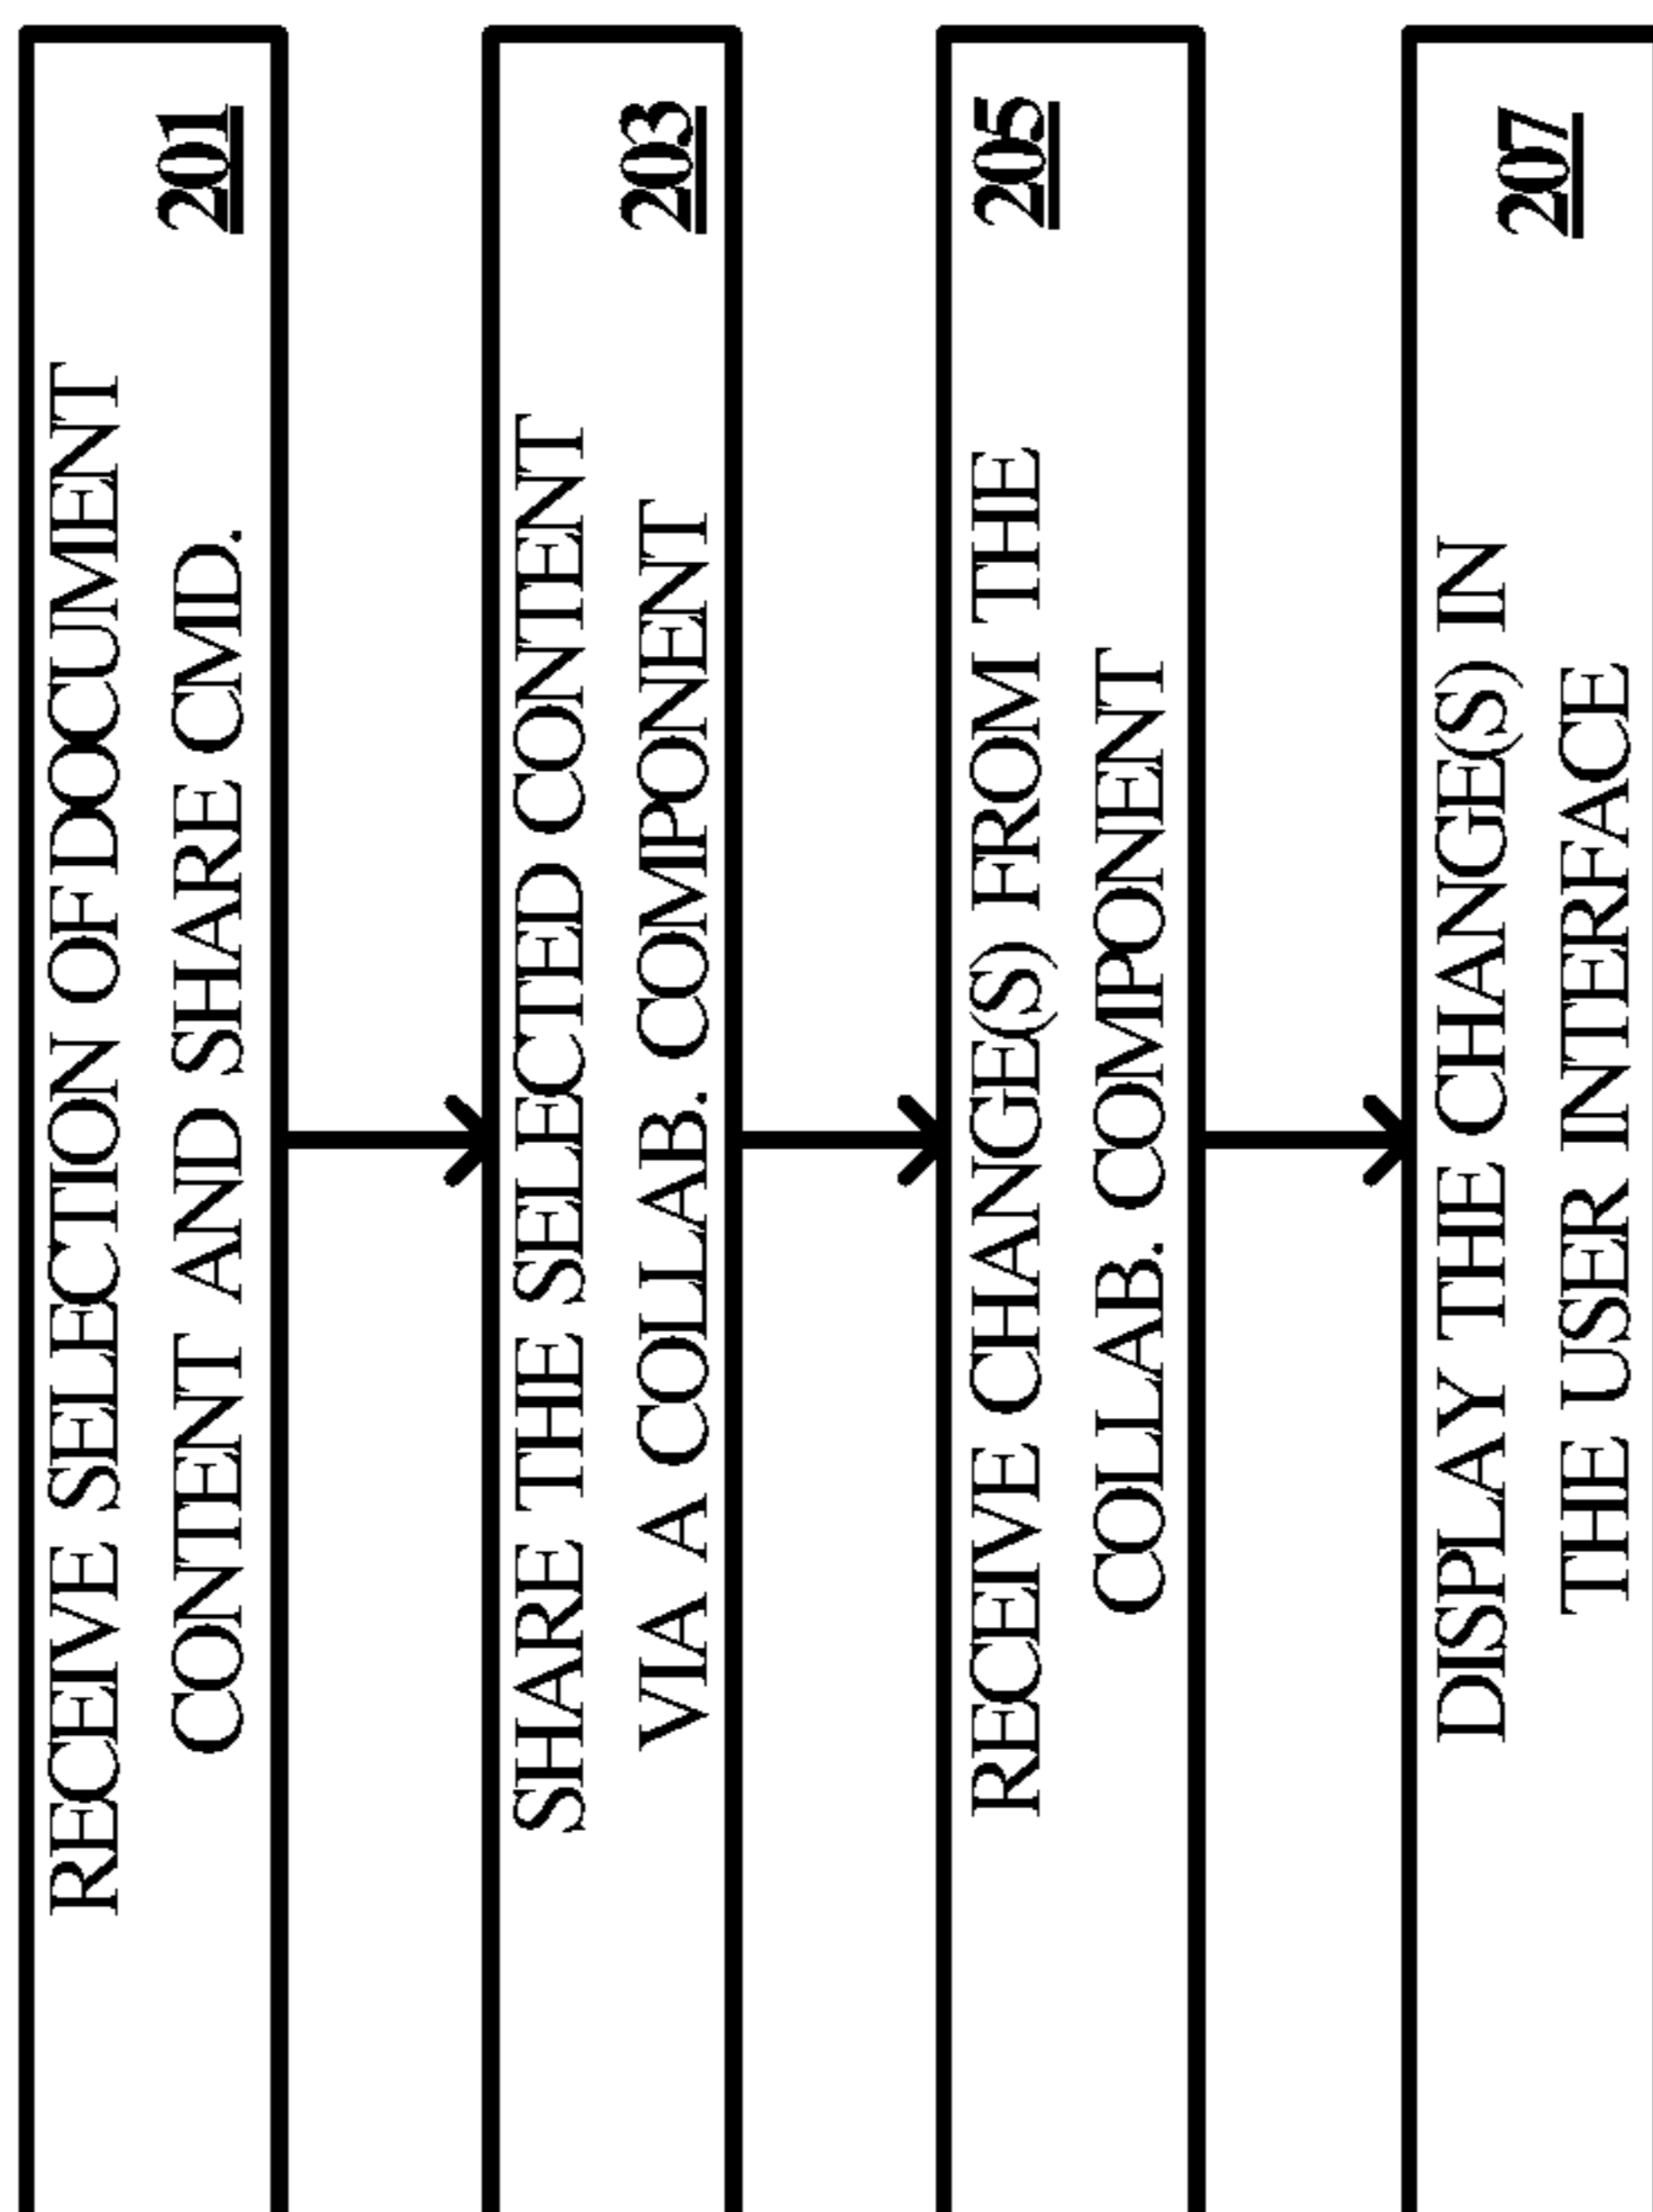 RECEIVE SELECTION OF DOCUMENT
CONTENT AND SHARE CMD.
201
SHARE THE SELECTED CONTENT
VIA A COLLAB. COMPONENT
203
RECEIVE CHANGE(S) FROM THE
COLLAB. COMPONENT
205
DISPLAY THE CHANGE(S) IN
THE USER INTERFACE
207